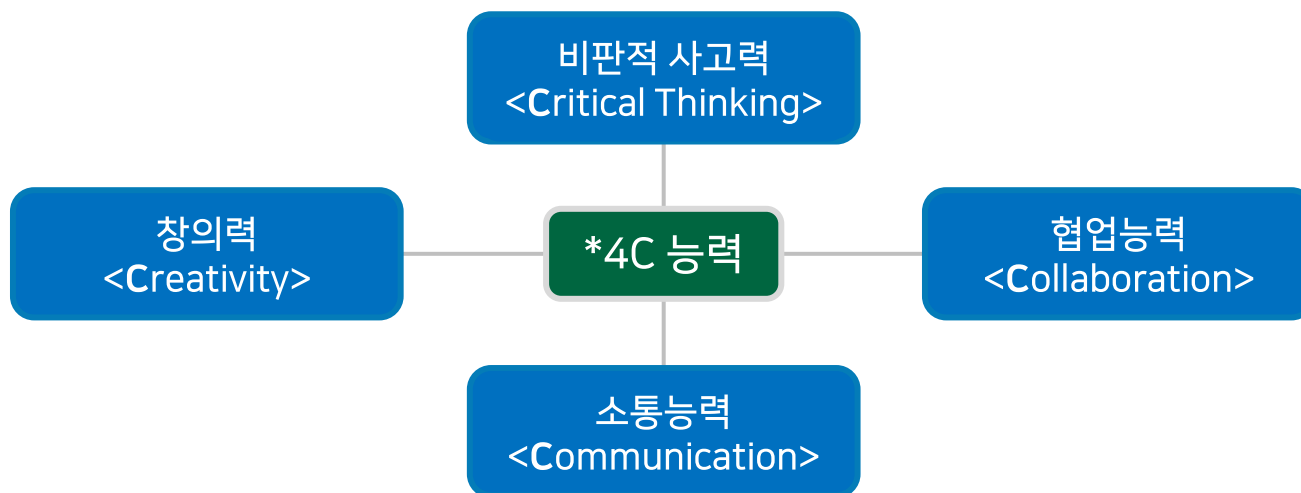 비판적 사고력
<Critical Thinking>
창의력
<Creativity>
*4C 능력
협업능력
<Collaboration>
소통능력
<Communication>